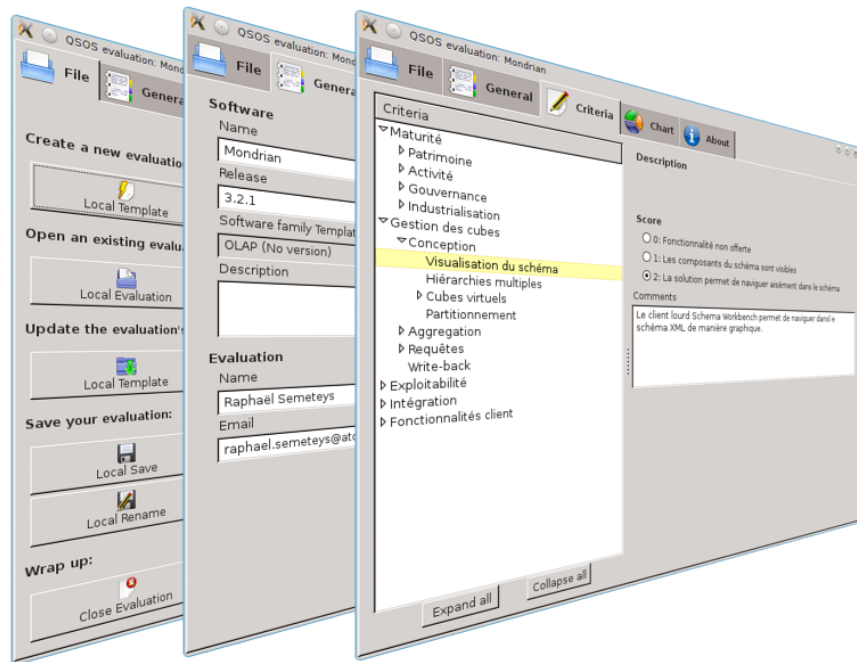 QSOS evaluation: Mond
File
Genera
Create a new evaluatio
Local Template
Open an existing evalu
Local Evaluation
Update the evaluation's
Local Template
Save your evaluation:
Local Save
Local Rename
Wrap up:
Close Evaluation
QSOS evaluation: Mond
File
Genera
Software
Name
Mondrian
Release
3.2.1
Software family Templat
OLAP (No version)
Description
Evaluation
Name
Raphaël Semeteys
Email
raphael.semeteys@ato
QSOS evaluation: Mondrian
File
General
Criteria
Chart
About
Criteria
Maturité
Patrimoine
Activité
Gouvernance
Industrialisation
Gestion des cubes
Conception
Visualisation du schéma
Hiérarchies multiples
Cubes virtuels
Partitionnement
Aggregation
Requêtes
Write-back
Exploitabilité
Intégration
Fonctionnalités client
Expand all
Collapse all
Description
Score
0: Fonctionnalité non offerte
1: Les composants du schéma sont visibles
2: La solution permet de naviguer aisément dans le schéma
Comments
Le client lourd Schema Workbench permet de naviguer dansl e
schéma XML de manière graphique.